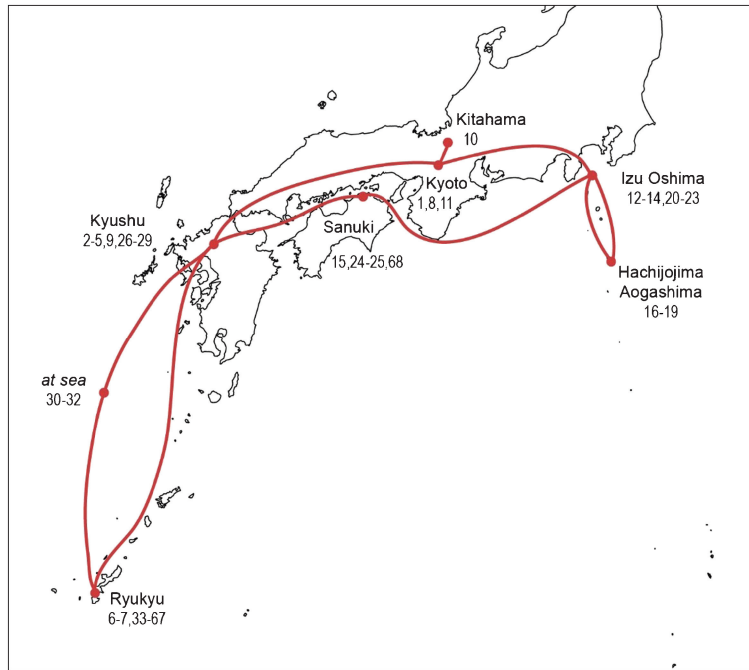 Kitahama
10
Kyoto
1,8,11
Izu Oshima
12-14,20-23
Kyushu
2-5,9,26-29
Sanuki
15,24-25,68
Hachijojima
Aogashima
16-19
at sea
30-32
Ryukyu
6-7,33-67